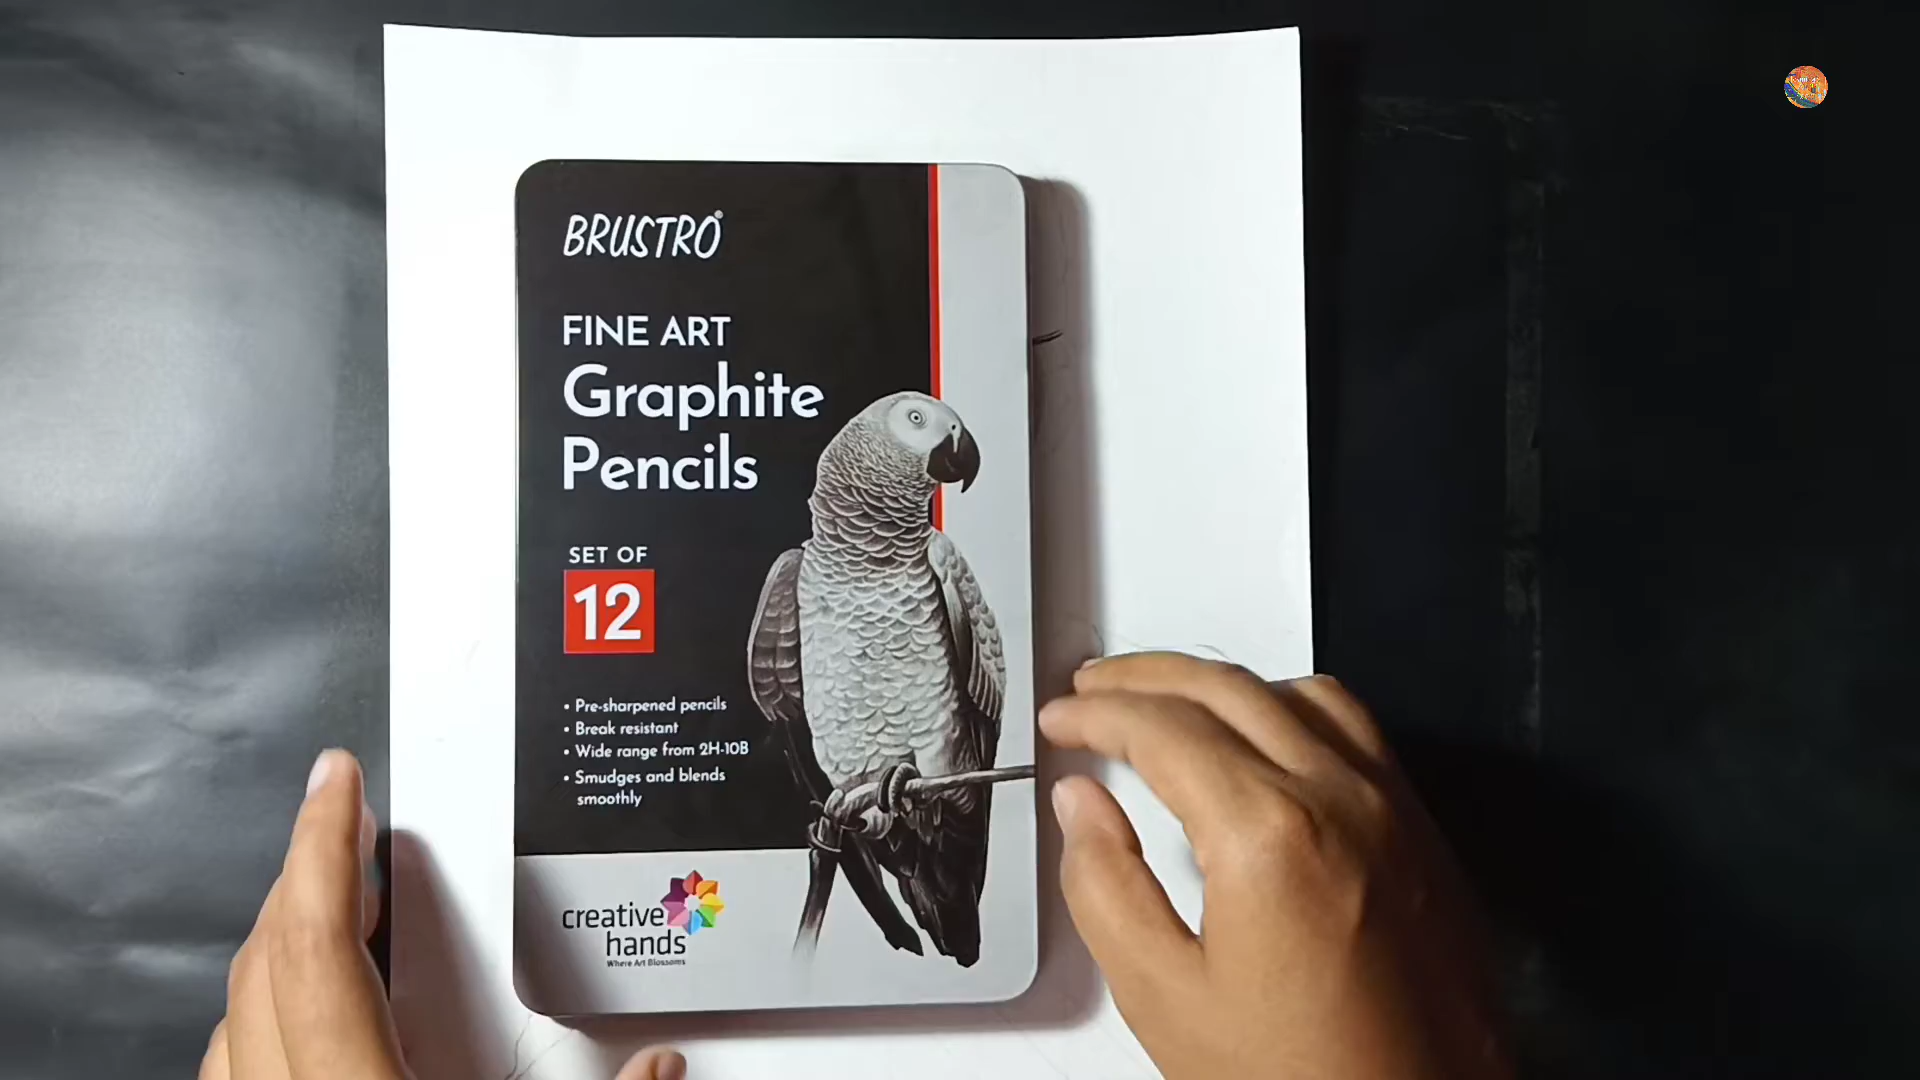 BRUSTRO®
FINE ART
Graphite
Pencils
SET OF
12
• Pre-sharpened pencils
• Break resistant
• Wide range from 2H-10B
• Smudges and blends
smoothly
creative
hands
Where Art Blossoms